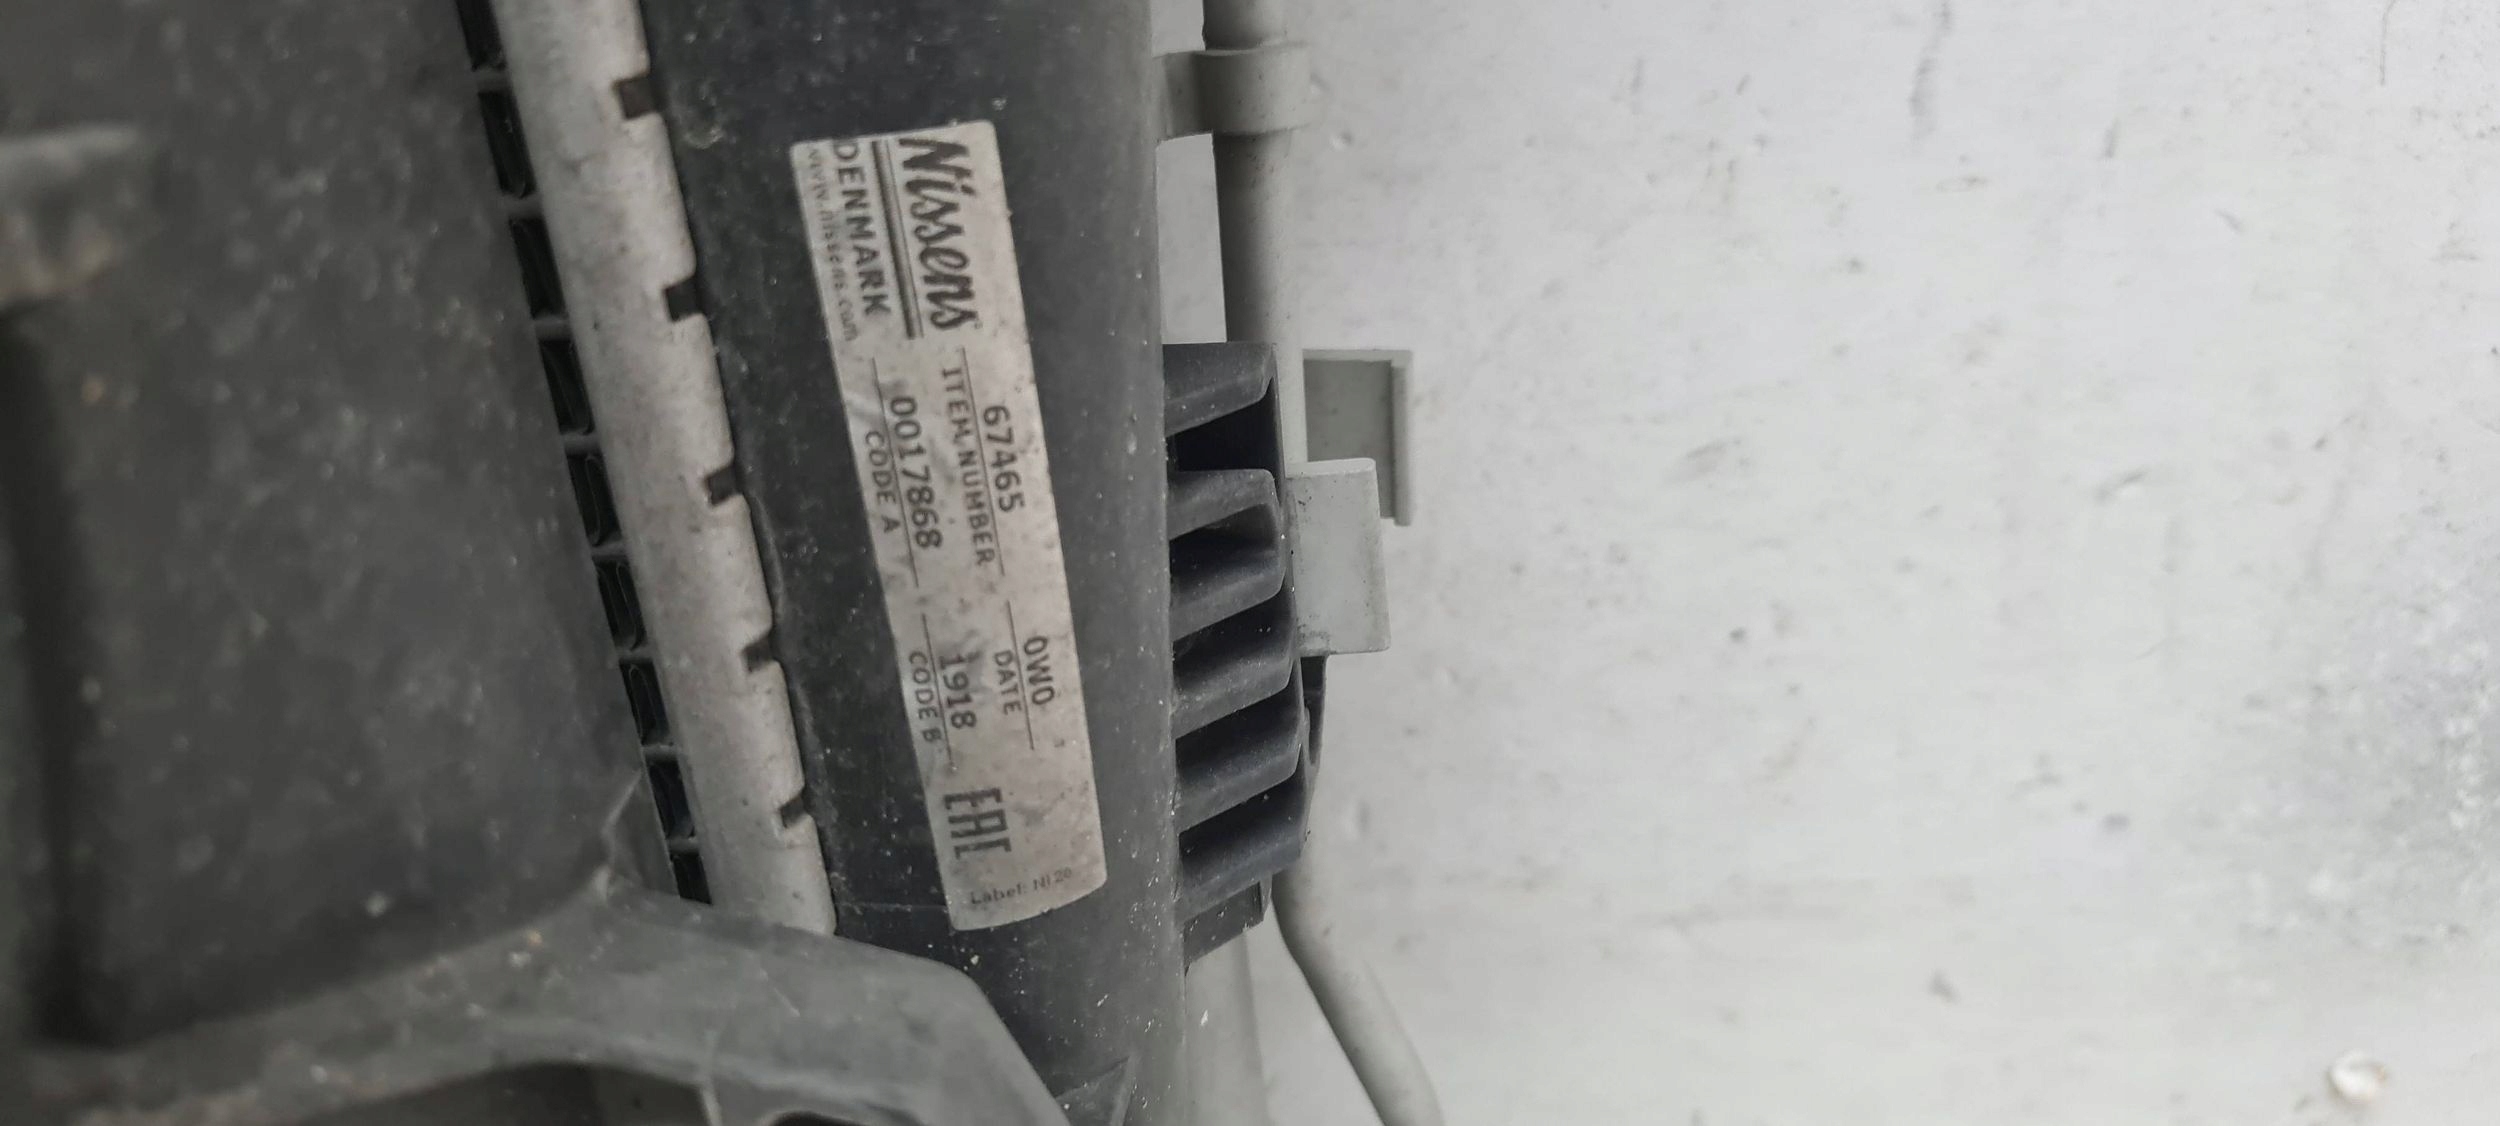 Nissens
DENMARK
www.nissens.com
67465
ITEM.NUMBER
0017868
CODE A
0W0
DATE
1918
CODE B
EAC
Label: NI 20